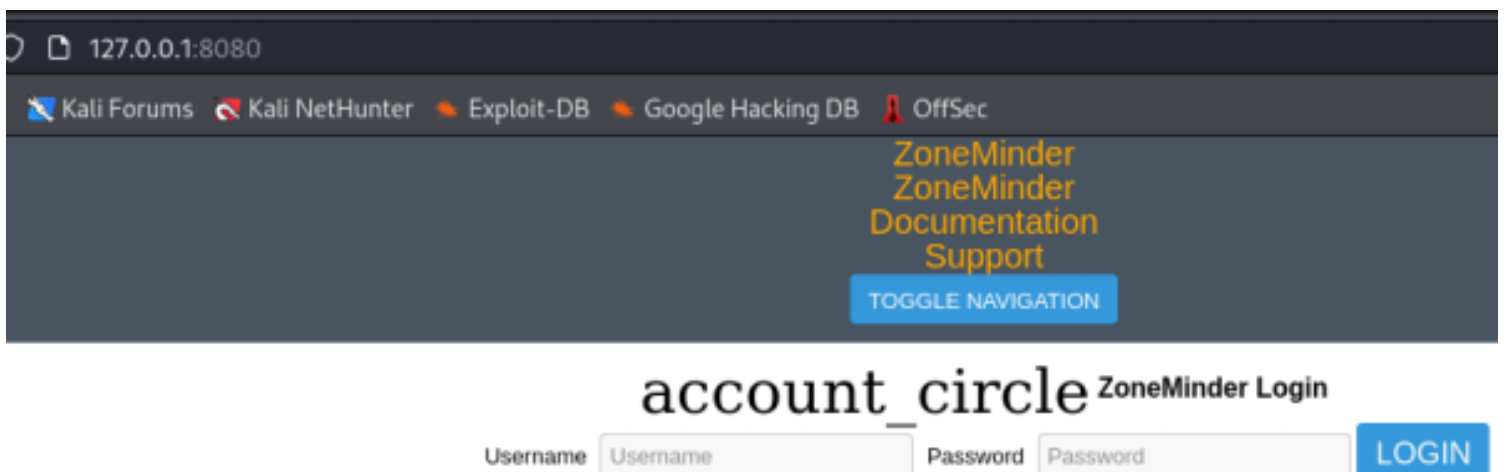 127.0.0.1:8080
Kali Forums Kali NetHunter Exploit-DB Google Hacking DB OffSec
ZoneMinder
ZoneMinder
Documentation
Support
TOGGLE NAVIGATION
account_circle ZoneMinder Login
Username Username Password Password LOGIN